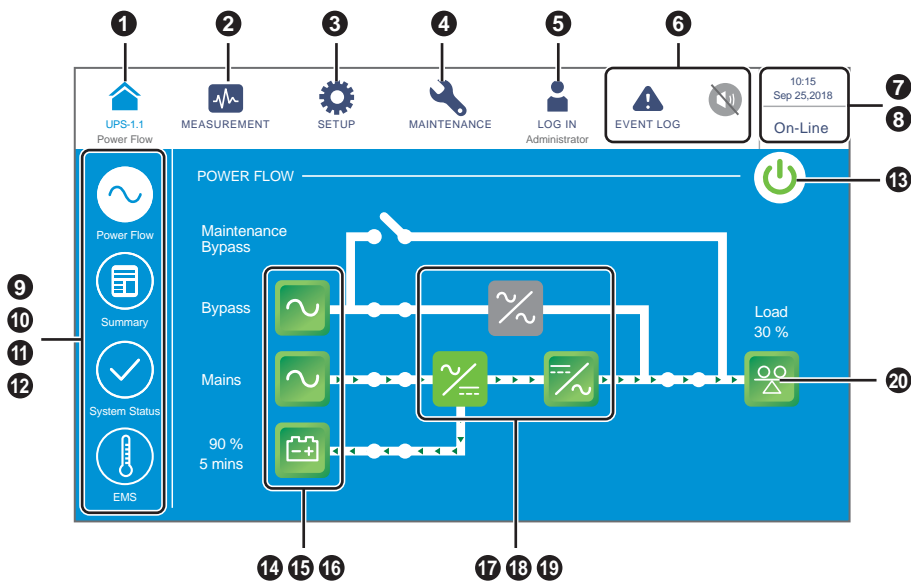 1 2 3 4 5 6
10:15
Sep 25,2018
7
UPS-1.1 MEASUREMENT SETUP MAINTENANCE LOG IN EVENT LOG
Power Flow Administrator
On-Line
8
POWER FLOW
13
Power Flow
Maintenance
Bypass
9
10
11
12
Summary
Bypass
Load
30 %
System Status
Mains
20
90 %
5 mins
EMS
14 15 16 17 18 19